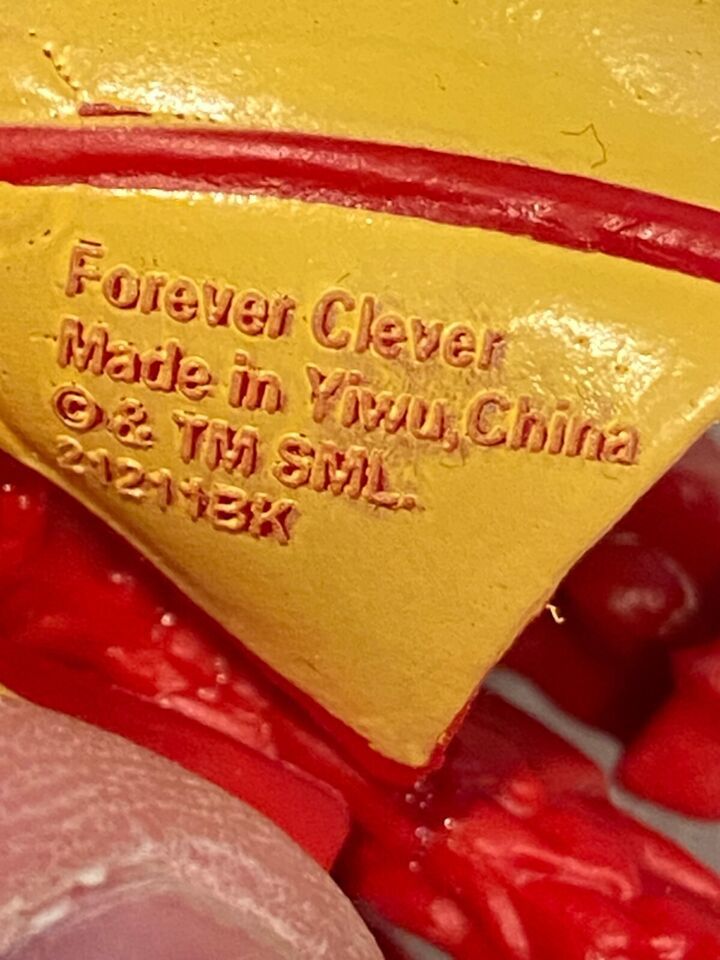 Forever Clever
Made in Yiwu, China
©& TM SML.
21211BK